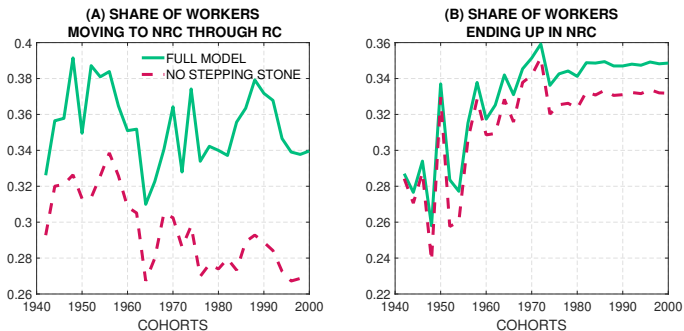 (A) SHARE OF WORKERS
MOVING TO NRC THROUGH RC
0.4
0.38
0.36
0.34
0.32
0.3
0.28
0.26
1940 1950 1960 1970 1980 1990 2000
COHORTS
FULL MODEL
NO STEPPING STONE
(B) SHARE OF WORKERS
ENDING UP IN NRC
0.36
0.34
0.32
0.3
0.28
0.26
0.24
0.22
1940 1950 1960 1970 1980 1990 2000
COHORTS